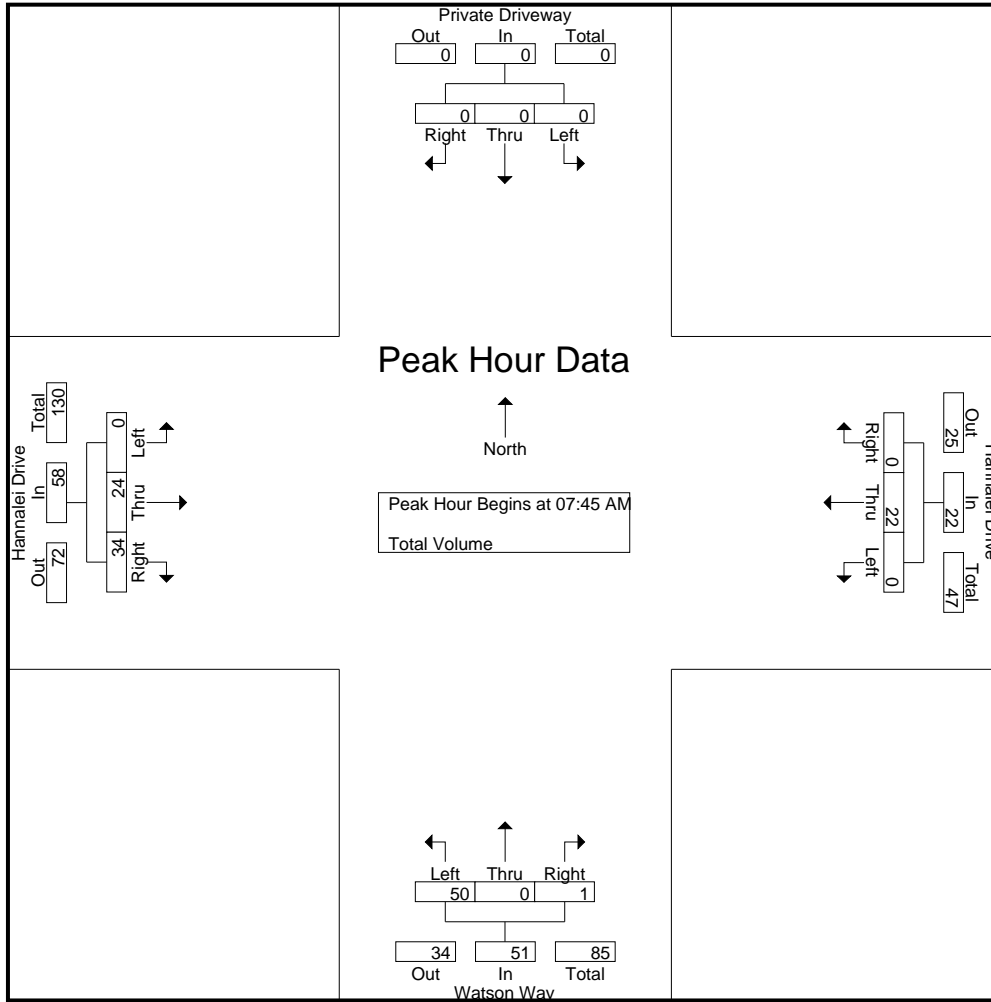 Private Driveway
Out In Total
0 0 0
0 0 0
Right Thru Left
Peak Hour Data
North
Peak Hour Begins at 07:45 AM
Total Volume
Hannalei Drive
Total In Out
130 58 72
0 24 34
Left Thru Right
Right Thru Left
0 22 0
Out In Total
25 22 47
Hannalei Drive
Left Thru Right
50 0 1
34 51 85
Out In Total
Watson Way